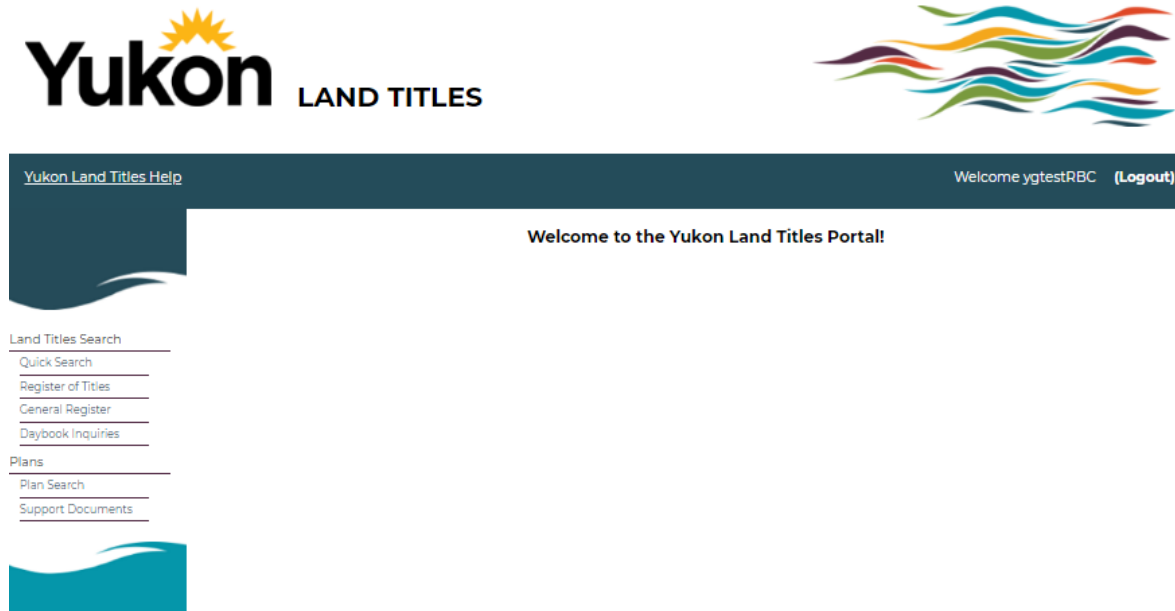 Yukon
LAND TITLES
Yukon Land Titles Help
Welcome ygtestRBC (Logout)
Welcome to the Yukon Land Titles Portal!
Land Titles Search
Quick Search
Register of Titles
General Register
Daybook Inquiries
Plans
Plan Search
Support Documents